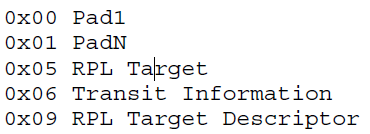 0x00 Pad1
0x01 PadN
0x05 RPL Target
0x06 Transit Information
0x09 RPL Target Descriptor